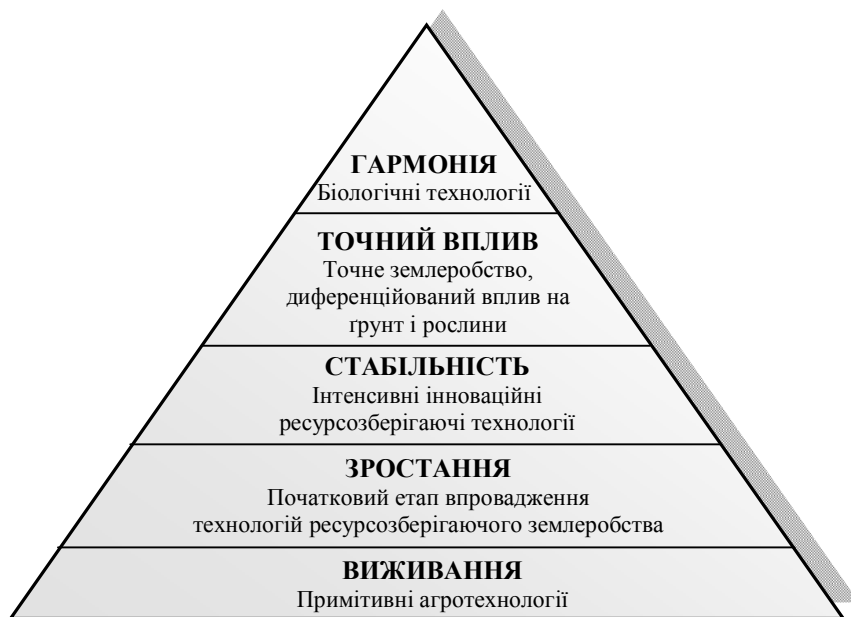 ГАРМОНІЯ
Біологічні технології
ТОЧНИЙ ВПЛИВ
Точне землеробство,
диференційований вплив на
ґрунт і рослини
СТАБІЛЬНІСТЬ
Інтенсивні інноваційні
ресурсозберігаючі технології
ЗРОСТАННЯ
Початковий етап впровадження
технологій ресурсозберігаючого землеробства
ВИЖИВАННЯ
Примітивні агротехнології